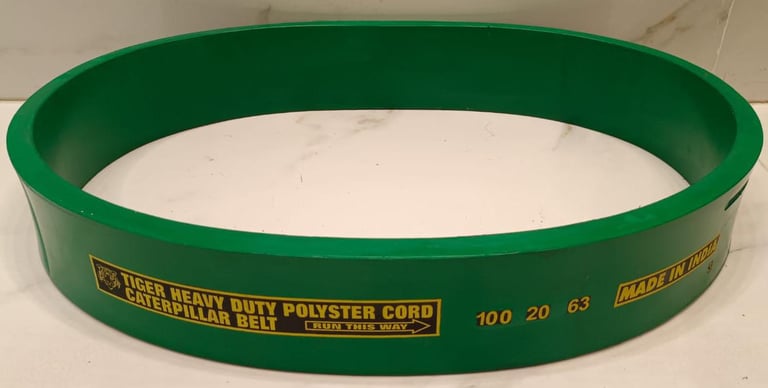 TIGER HEAVY DUTY POLYSTER CORD
CATERPILLAR BELT
RUN THIS WAY
100 20 63
MADE IN INDIA